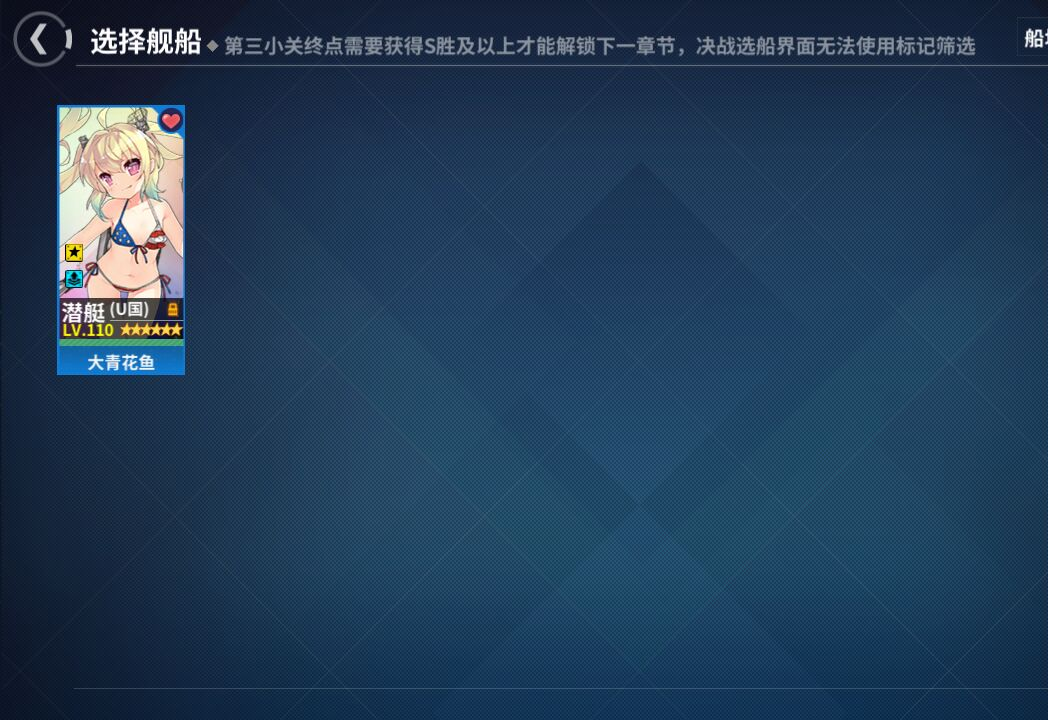 选择舰船 ◆ 第三小关终点需要获得S胜及以上才能解锁下一章节，决战选船界面无法使用标记筛选
船
潜艇 (U国)
LV.110 ★★★★★★
大青花鱼